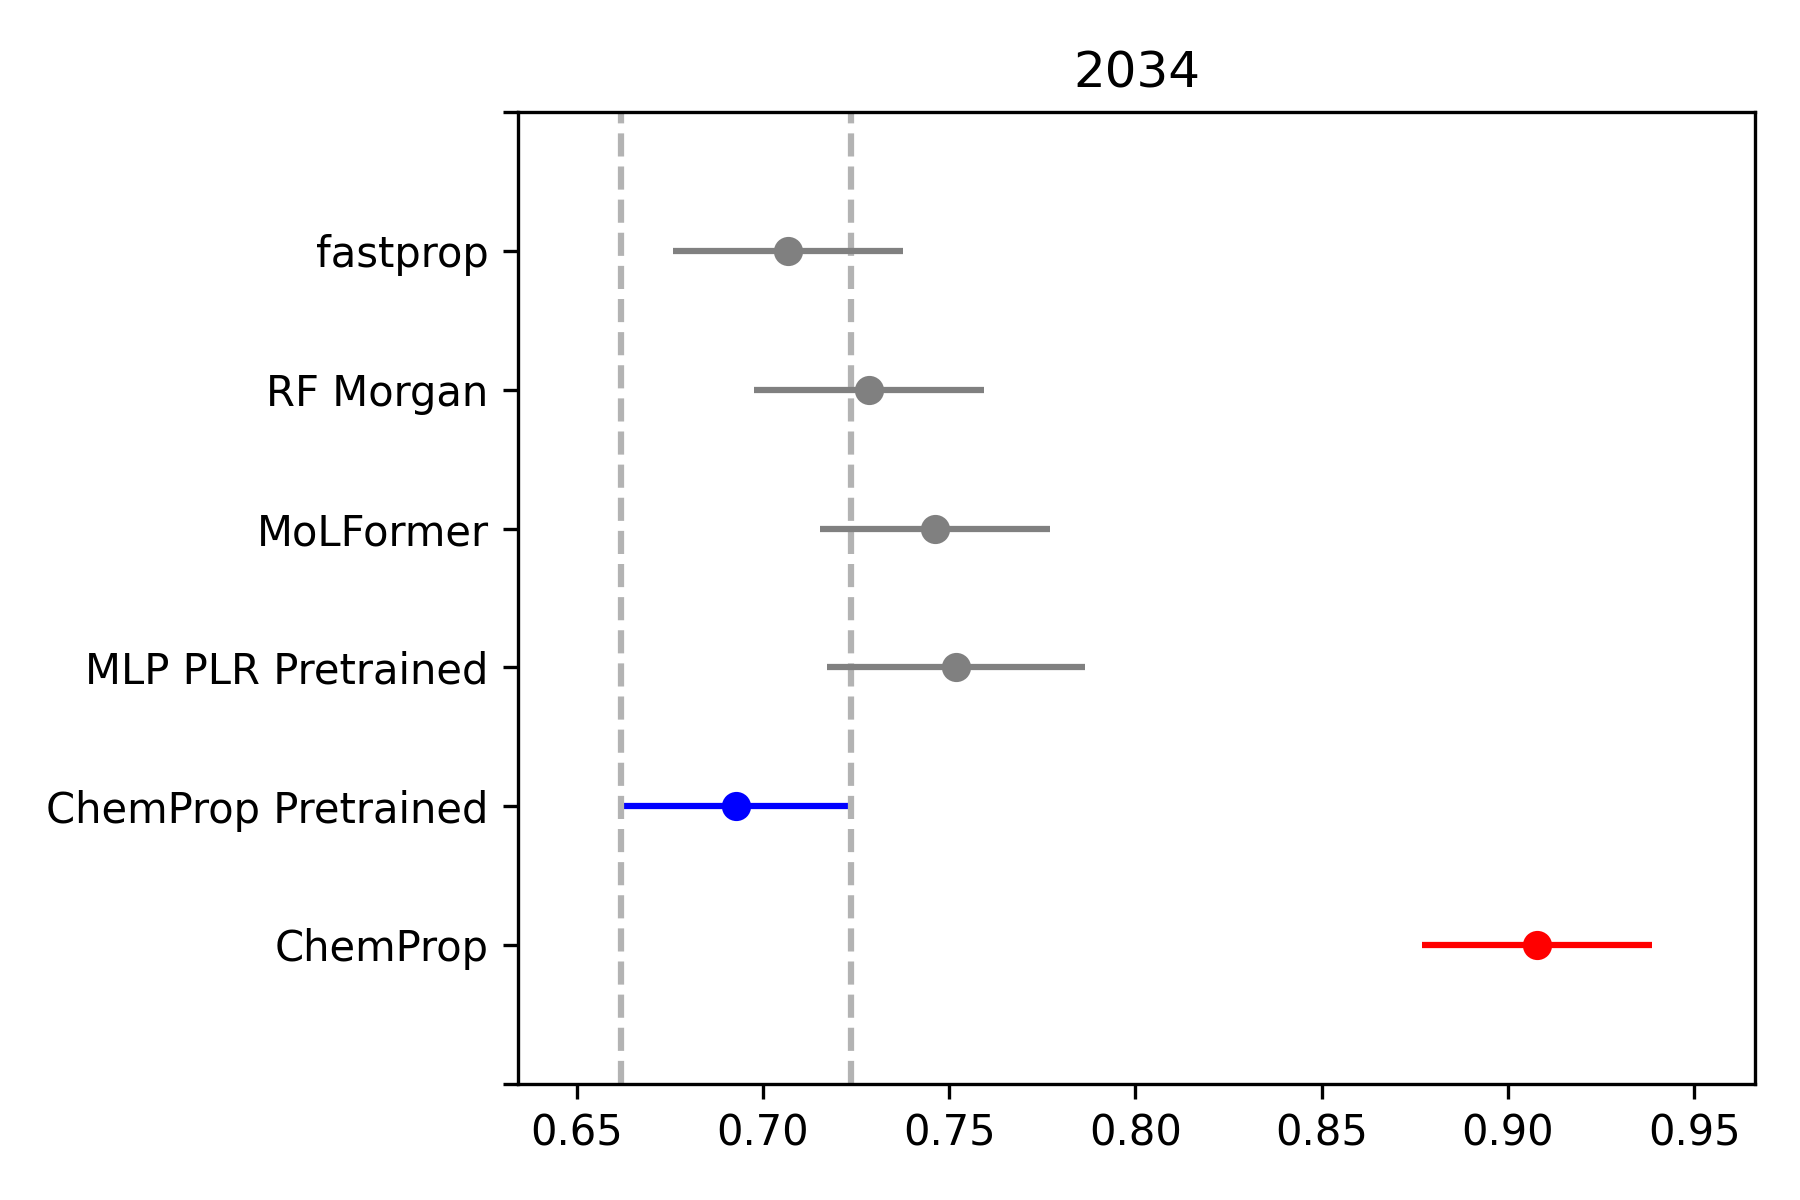 2034
fastprop
RF Morgan
MoLFormer
MLP PLR Pretrained
ChemProp Pretrained
ChemProp
0.65 0.70 0.75 0.80 0.85 0.90 0.95